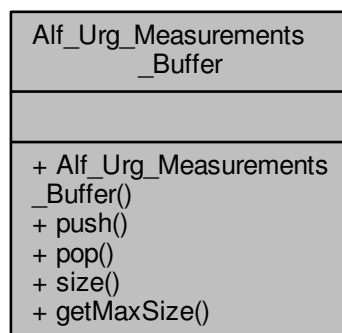 Alf_Urg_Measurements
_Buffer
+ Alf_Urg_Measurements
_Buffer()
+ push()
+ pop()
+ size()
+ getMaxSize()